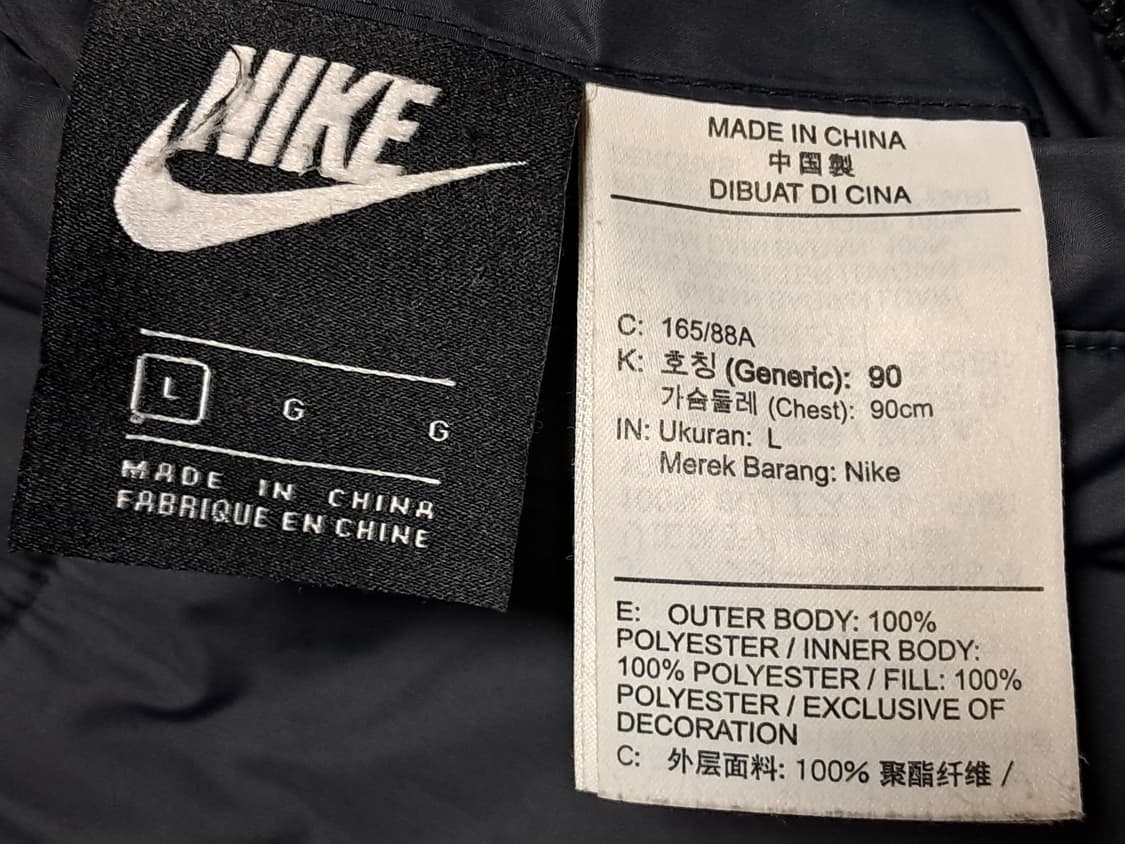 NIKE
L G G
MADE IN CHINA
FABRIQUE EN CHINE
MADE IN CHINA
中国製
DIBUAT DI CINA
C: 165/88A
K: 호칭 (Generic): 90
가슴둘레 (Chest): 90cm
IN: Ukuran: L
Merek Barang: Nike
E: OUTER BODY: 100%
POLYESTER / INNER BODY:
100% POLYESTER / FILL: 100%
POLYESTER / EXCLUSIVE OF
DECORATION
C: 外层面料: 100% 聚酯纤维 /